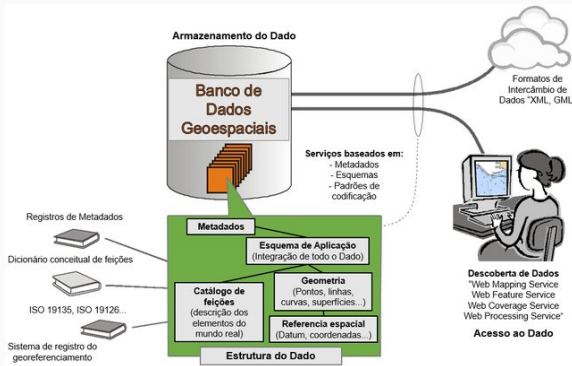 Armazenamento do Dado
Banco de
Dados
Geoespaciais
Formatos de
Intercâmbio de
Dados "XML, GML
Serviços baseados em:
- Metadados
- Esquemas
- Padrões de
codificação
Registros de Metadados
Dicionário conceitual de feições
ISO 19135, ISO 19126...
Sistema de registro do
georeferenciamento
Metadados
Esquema de Aplicação
(Integração de todo o Dado)
Catálogo de
feições
(descrição dos
elementos do
mundo real)
Geometria
(Pontos, linhas,
curvas, superfícies...)
Referencia espacial
(Datum, coordenadas...)
Estrutura do Dado
Descoberta de Dados
"Web Mapping Service
Web Feature Service
Web Coverage Service
Web Processing Service"
Acesso ao Dado